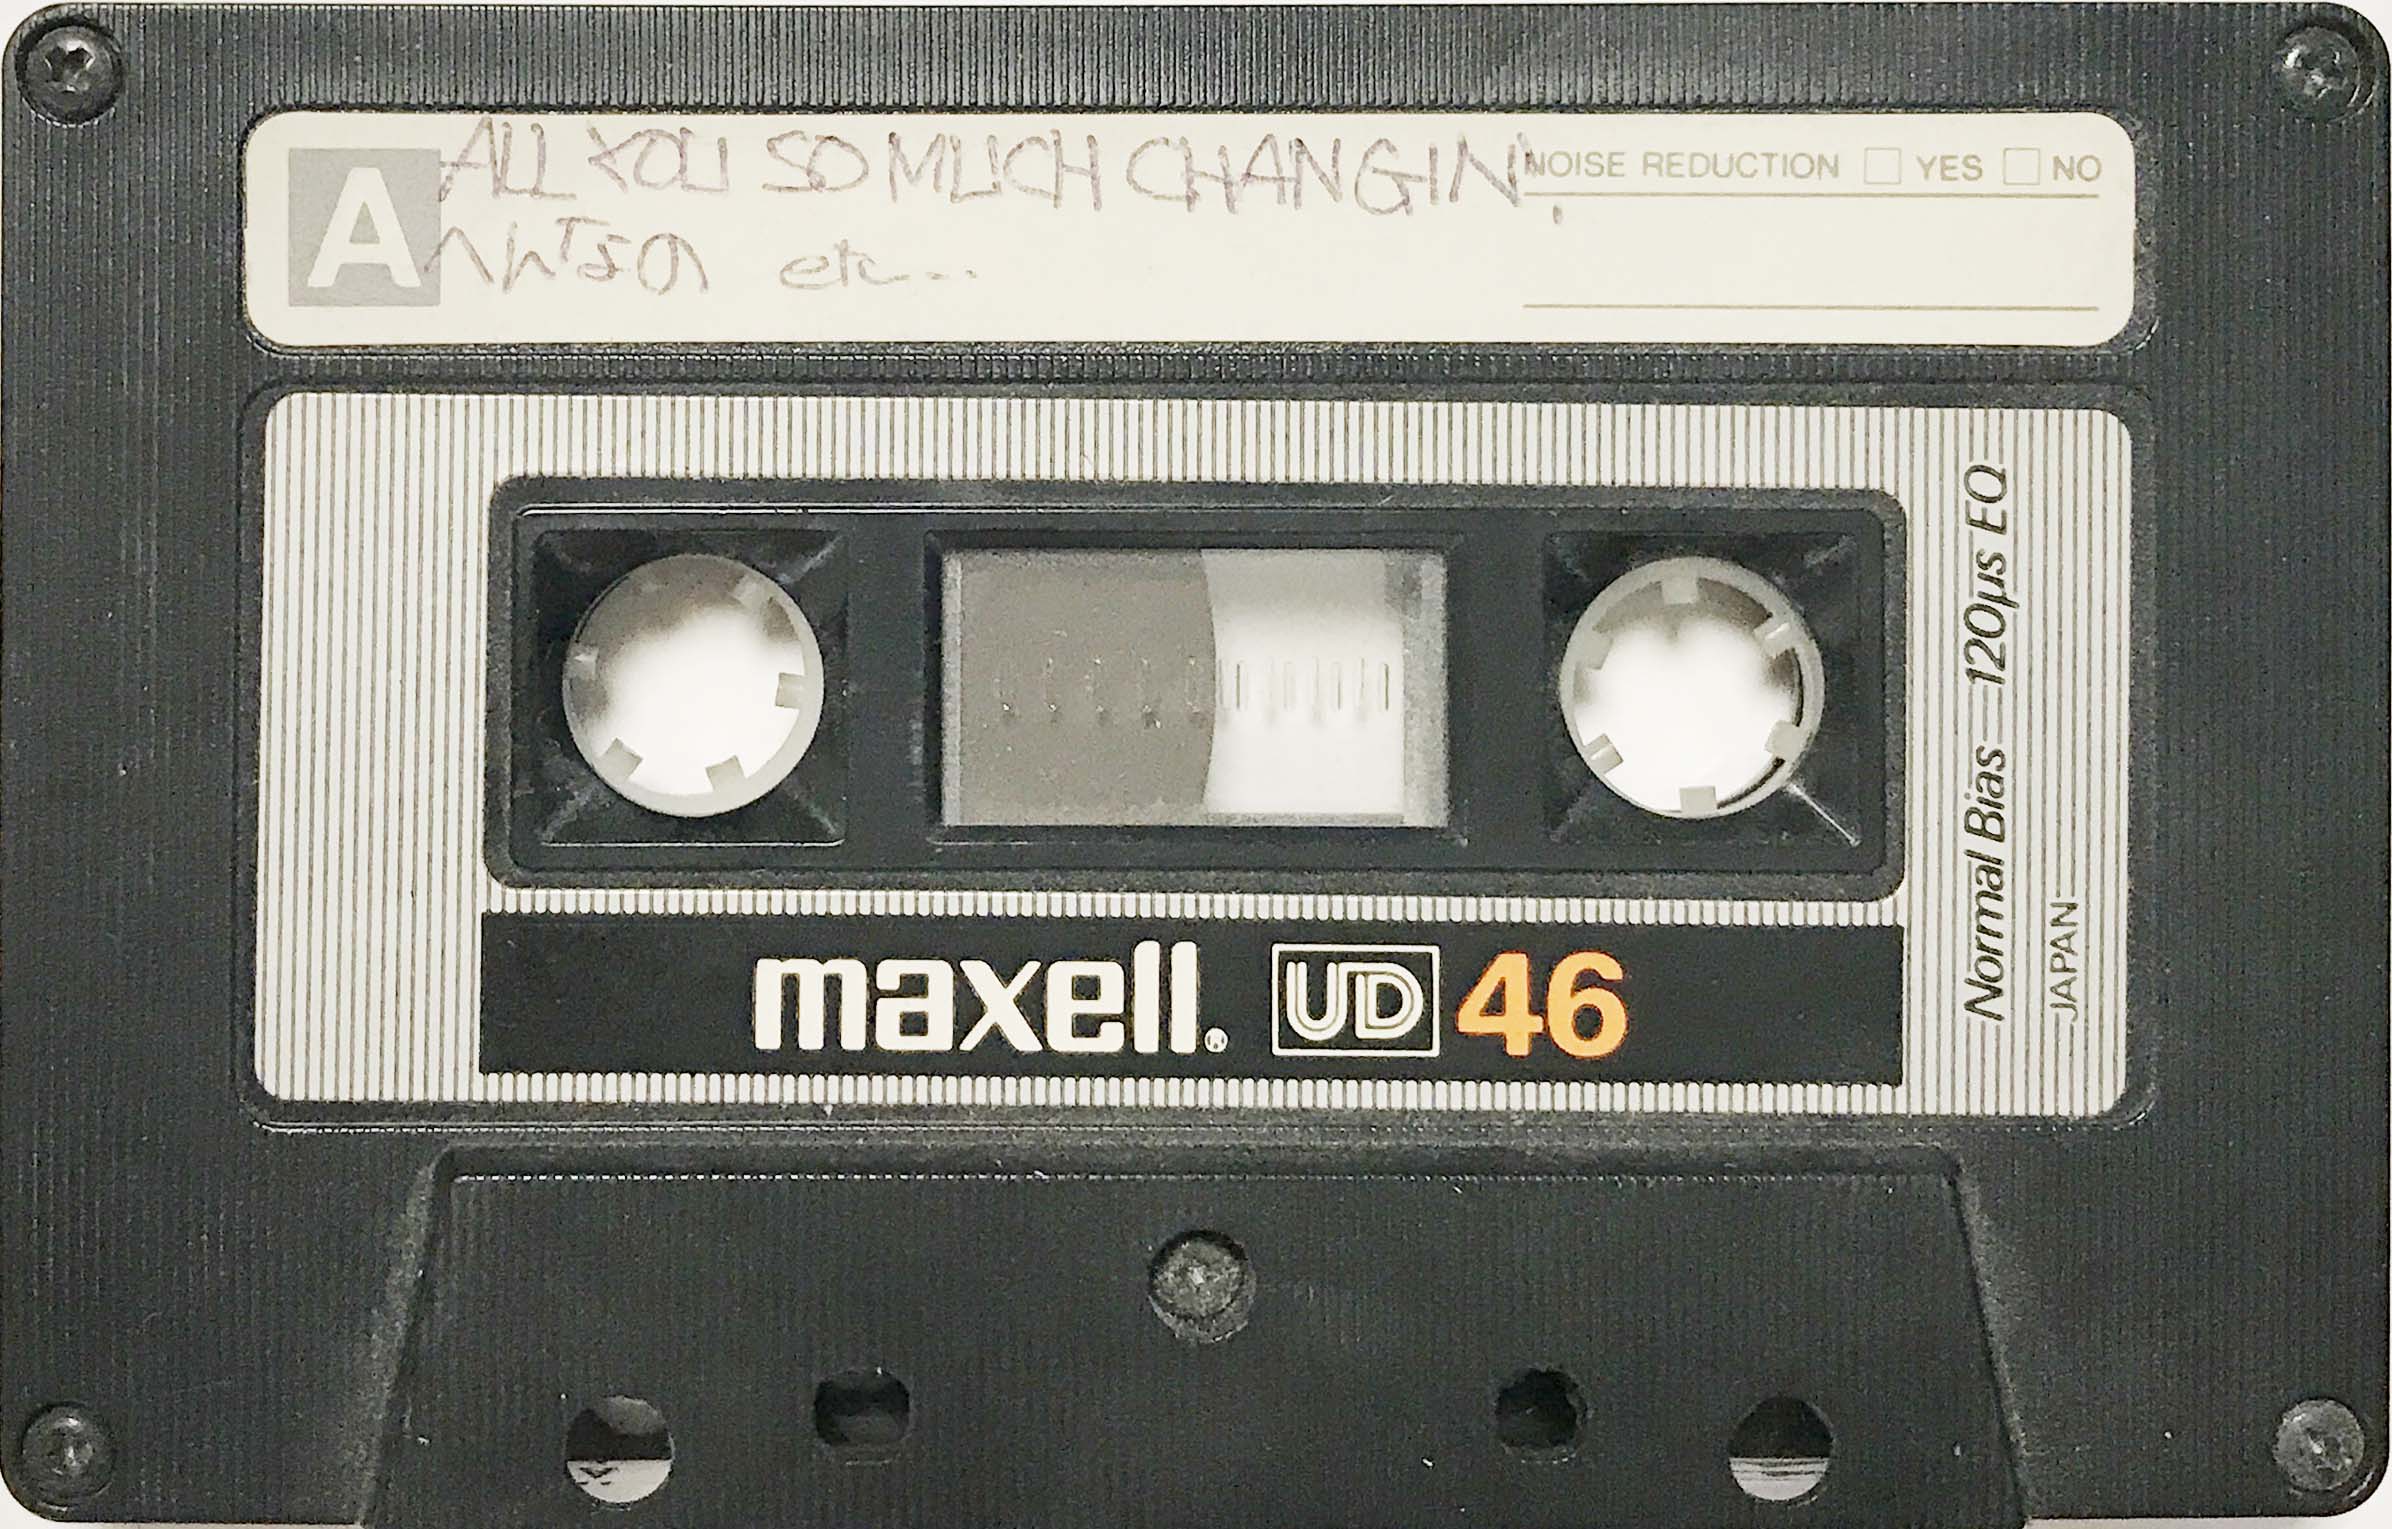 A ALL YOU SO MUCH CHANGIN.
etc...
NOISE REDUCTION YES NO
Normal Bias — 120µs EQ
JAPAN
maxell® UD 46